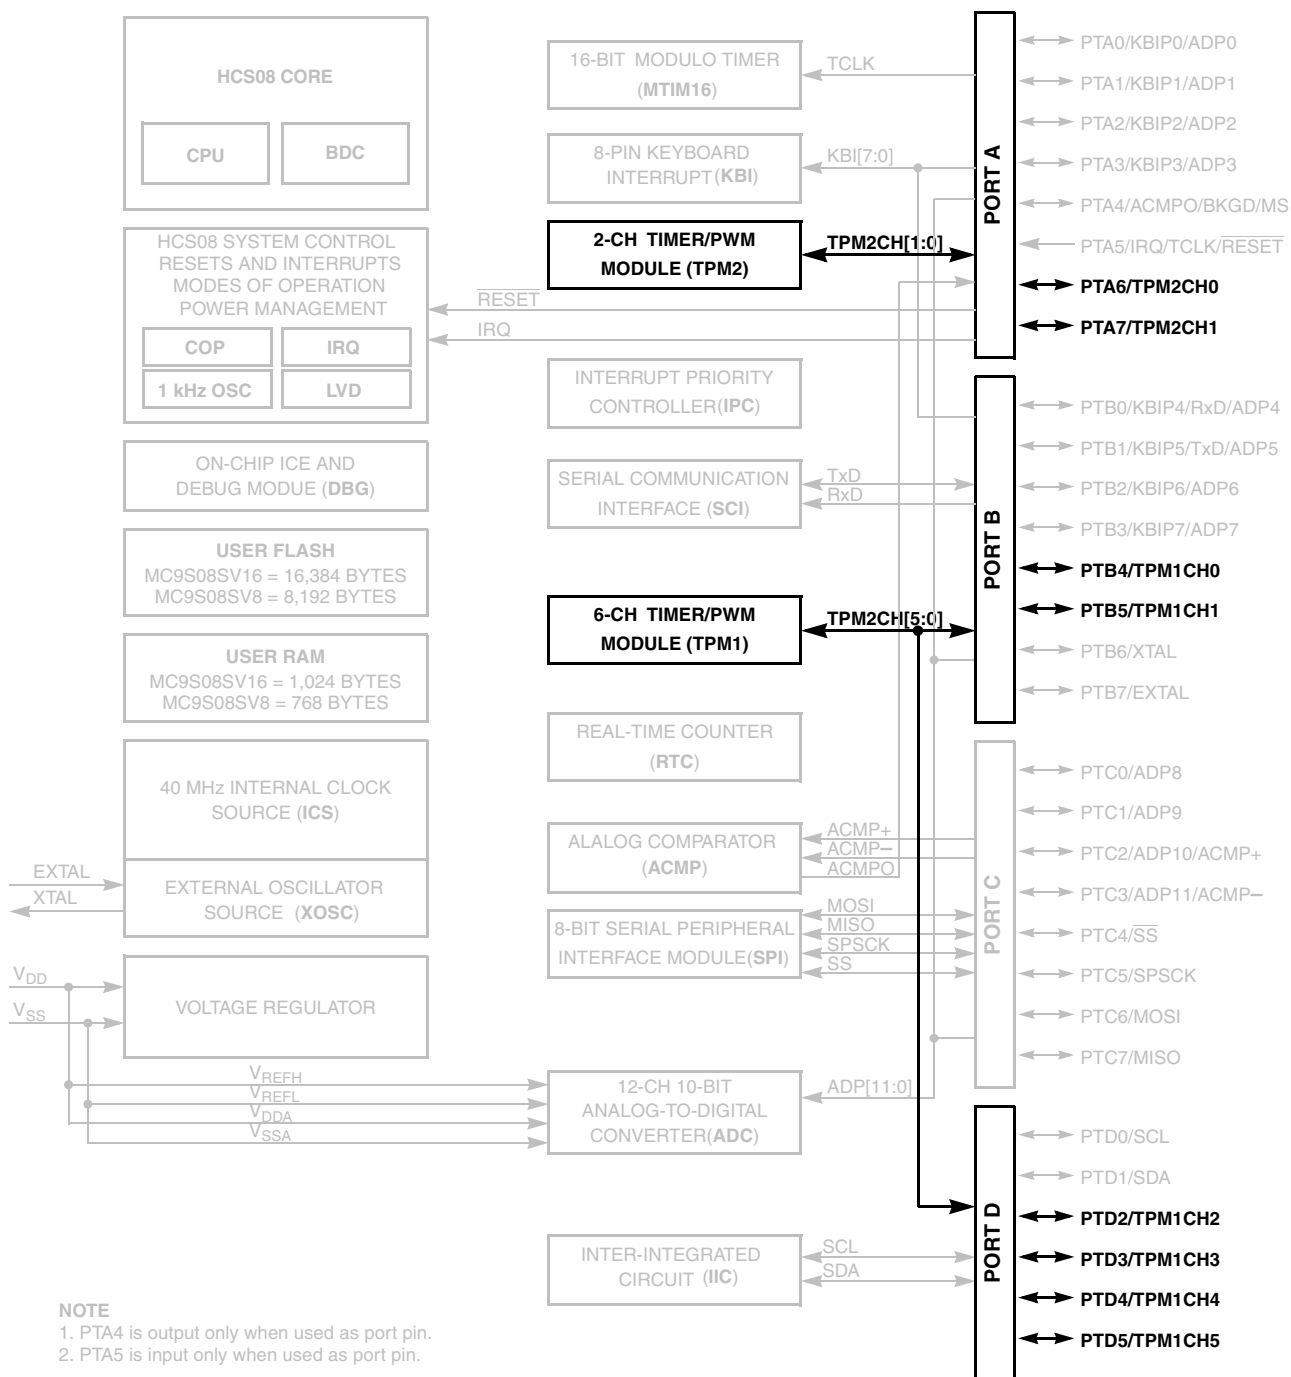 HCS08 CORE
CPU
BDC
HCS08 SYSTEM CONTROL
RESETS AND INTERRUPTS
MODES OF OPERATION
POWER MANAGEMENT
COP
IRQ
1 kHz OSC
LVD
ON-CHIP ICE AND
DEBUG MODUE (DBG)
USER FLASH
MC9S08SV16 = 16,384 BYTES
MC9S08SV8 = 8,192 BYTES
USER RAM
MC9S08SV16 = 1,024 BYTES
MC9S08SV8 = 768 BYTES
40 MHz INTERNAL CLOCK
SOURCE (ICS)
EXTAL
XTAL
EXTERNAL OSCILLATOR
SOURCE (XOSC)
VDD
VSS
VOLTAGE REGULATOR
VREFH
VREFL
VDDA
VSSA
16-BIT MODULO TIMER
(MTIM16)
TCLK
8-PIN KEYBOARD
INTERRUPT(KBI)
KBI[7:0]
2-CH TIMER/PWM
MODULE (TPM2)
TPM2CH[1:0]
RESET
IRQ
INTERRUPT PRIORITY
CONTROLLER(IPC)
SERIAL COMMUNICATION
INTERFACE (SCI)
TxD
RxD
6-CH TIMER/PWM
MODULE (TPM1)
TPM2CH[5:0]
REAL-TIME COUNTER
(RTC)
ALALOG COMPARATOR
(ACMP)
ACMP+
ACMP–
ACMPO
8-BIT SERIAL PERIPHERAL
INTERFACE MODULE(SPI)
MOSI
MISO
SPSCK
SS
12-CH 10-BIT
ANALOG-TO-DIGITAL
CONVERTER(ADC)
ADP[11:0]
INTER-INTEGRATED
CIRCUIT (IIC)
SCL
SDA
PORT A
PTA0/KBIP0/ADP0
PTA1/KBIP1/ADP1
PTA2/KBIP2/ADP2
PTA3/KBIP3/ADP3
PTA4/ACMPO/BKGD/MS
PTA5/IRQ/TCLK/RESET
PTA6/TPM2CH0
PTA7/TPM2CH1
PORT B
PTB0/KBIP4/RxD/ADP4
PTB1/KBIP5/TxD/ADP5
PTB2/KBIP6/ADP6
PTB3/KBIP7/ADP7
PTB4/TPM1CH0
PTB5/TPM1CH1
PTB6/XTAL
PTB7/EXTAL
PORT C
PTC0/ADP8
PTC1/ADP9
PTC2/ADP10/ACMP+
PTC3/ADP11/ACMP–
PTC4/SS
PTC5/SPSCK
PTC6/MOSI
PTC7/MISO
PORT D
PTD0/SCL
PTD1/SDA
PTD2/TPM1CH2
PTD3/TPM1CH3
PTD4/TPM1CH4
PTD5/TPM1CH5
NOTE
1. PTA4 is output only when used as port pin.
2. PTA5 is input only when used as port pin.